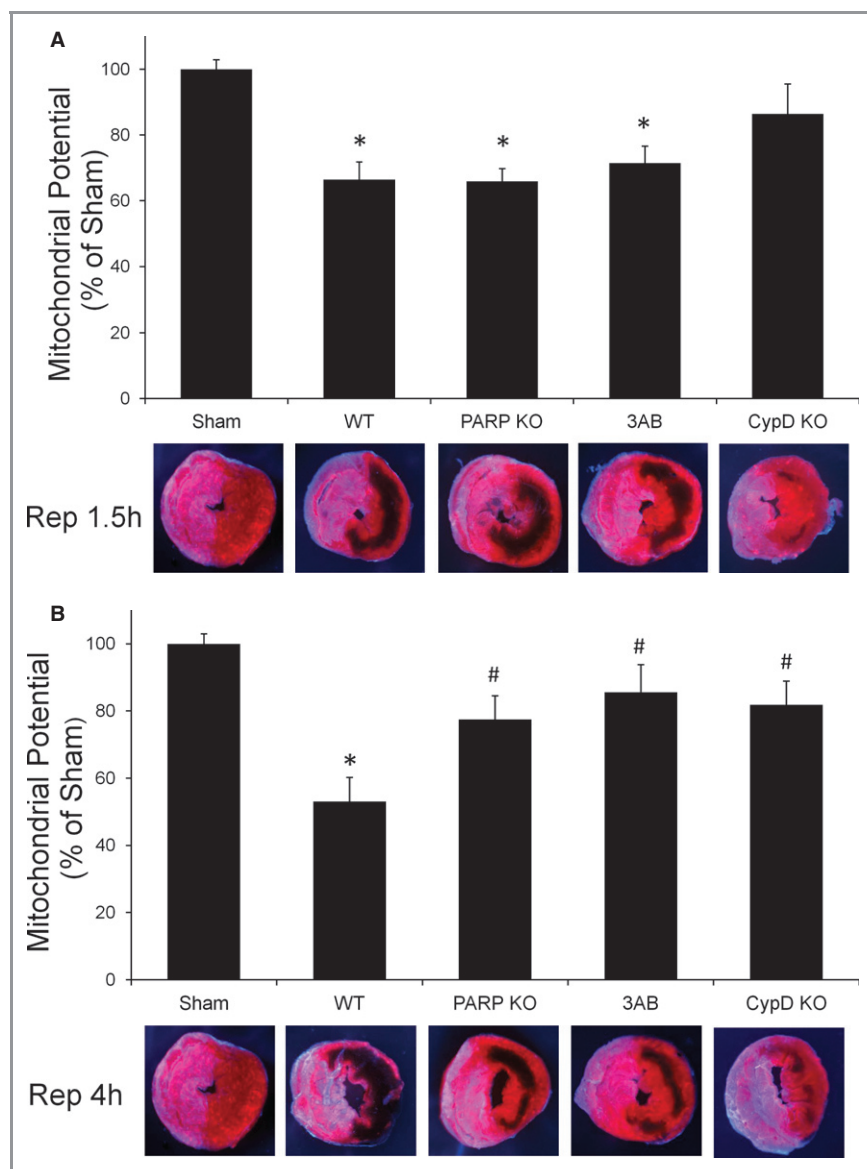 A
Mitochondrial Potential
(% of Sham)
100
80
60
40
20
0
*
*
*
Sham
WT
PARP KO
3AB
CypD KO
Rep 1.5h
B
Mitochondrial Potential
(% of Sham)
100
80
60
40
20
0
*
#
#
#
Sham
WT
PARP KO
3AB
CypD KO
Rep 4h